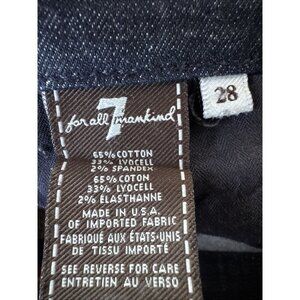 7
for all mankind
28
65% COTTON
33% LYOCELL
2% SPANDEX
65% COTON
33% LYOCELL
2% ÉLASTHANNE
MADE IN U.S.A.
OF IMPORTED FABRIC
FABRIQUÉ AUX ÉTATS-UNIS
DE TISSU IMPORTÉ
SEE REVERSE FOR CARE
ENTRETIEN AU VERSO